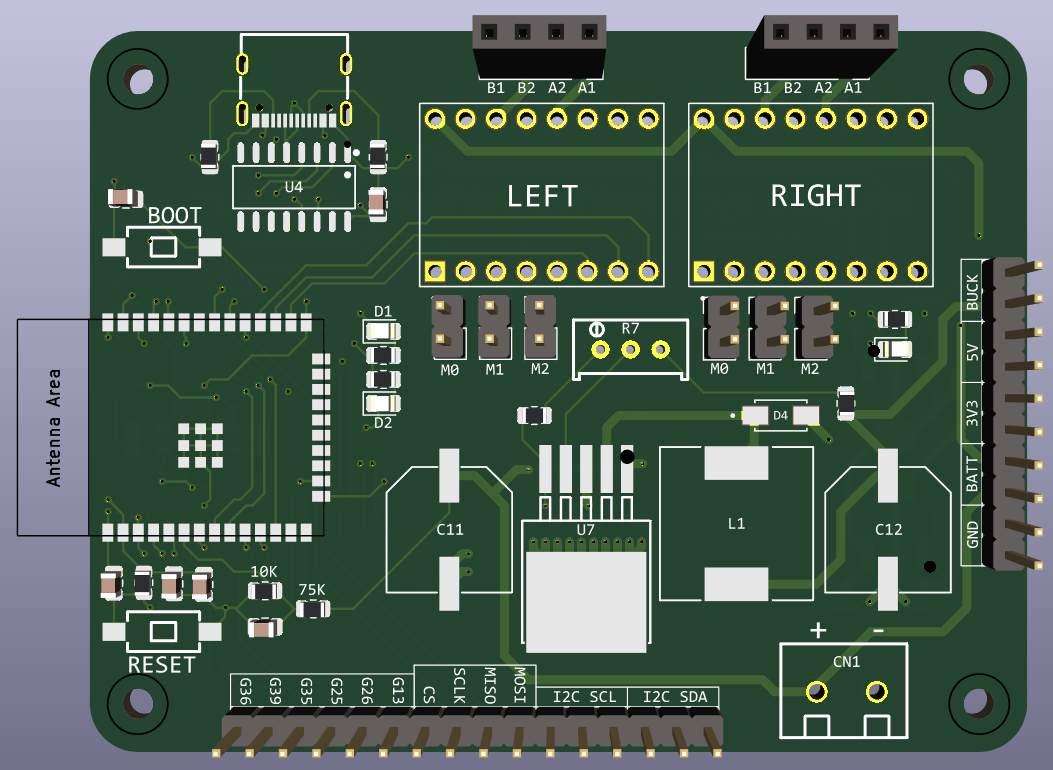 B1 B2 A2 A1
B1 B2 A2 A1
U4
LEFT
RIGHT
BOOT
BUCK
5V
3V3
BATT
GND
D1
R7
M0 M1 M2
M0 M1 M2
D4
D2
Antenna Area
C11
U7
L1
C12
10K
75K
+ -
CN1
RESET
G36
G39
G35
G25
G26
G13
CS
SCLK
MISO
MOSI
I2C SCL
I2C SDA